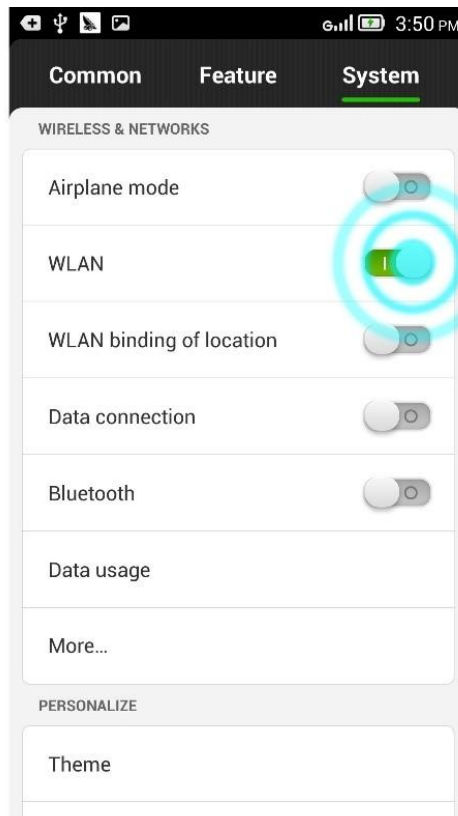 G 3:50 PM
Common Feature System
WIRELESS & NETWORKS
Airplane mode
WLAN
WLAN binding of location
Data connection
Bluetooth
Data usage
More...
PERSONALIZE
Theme